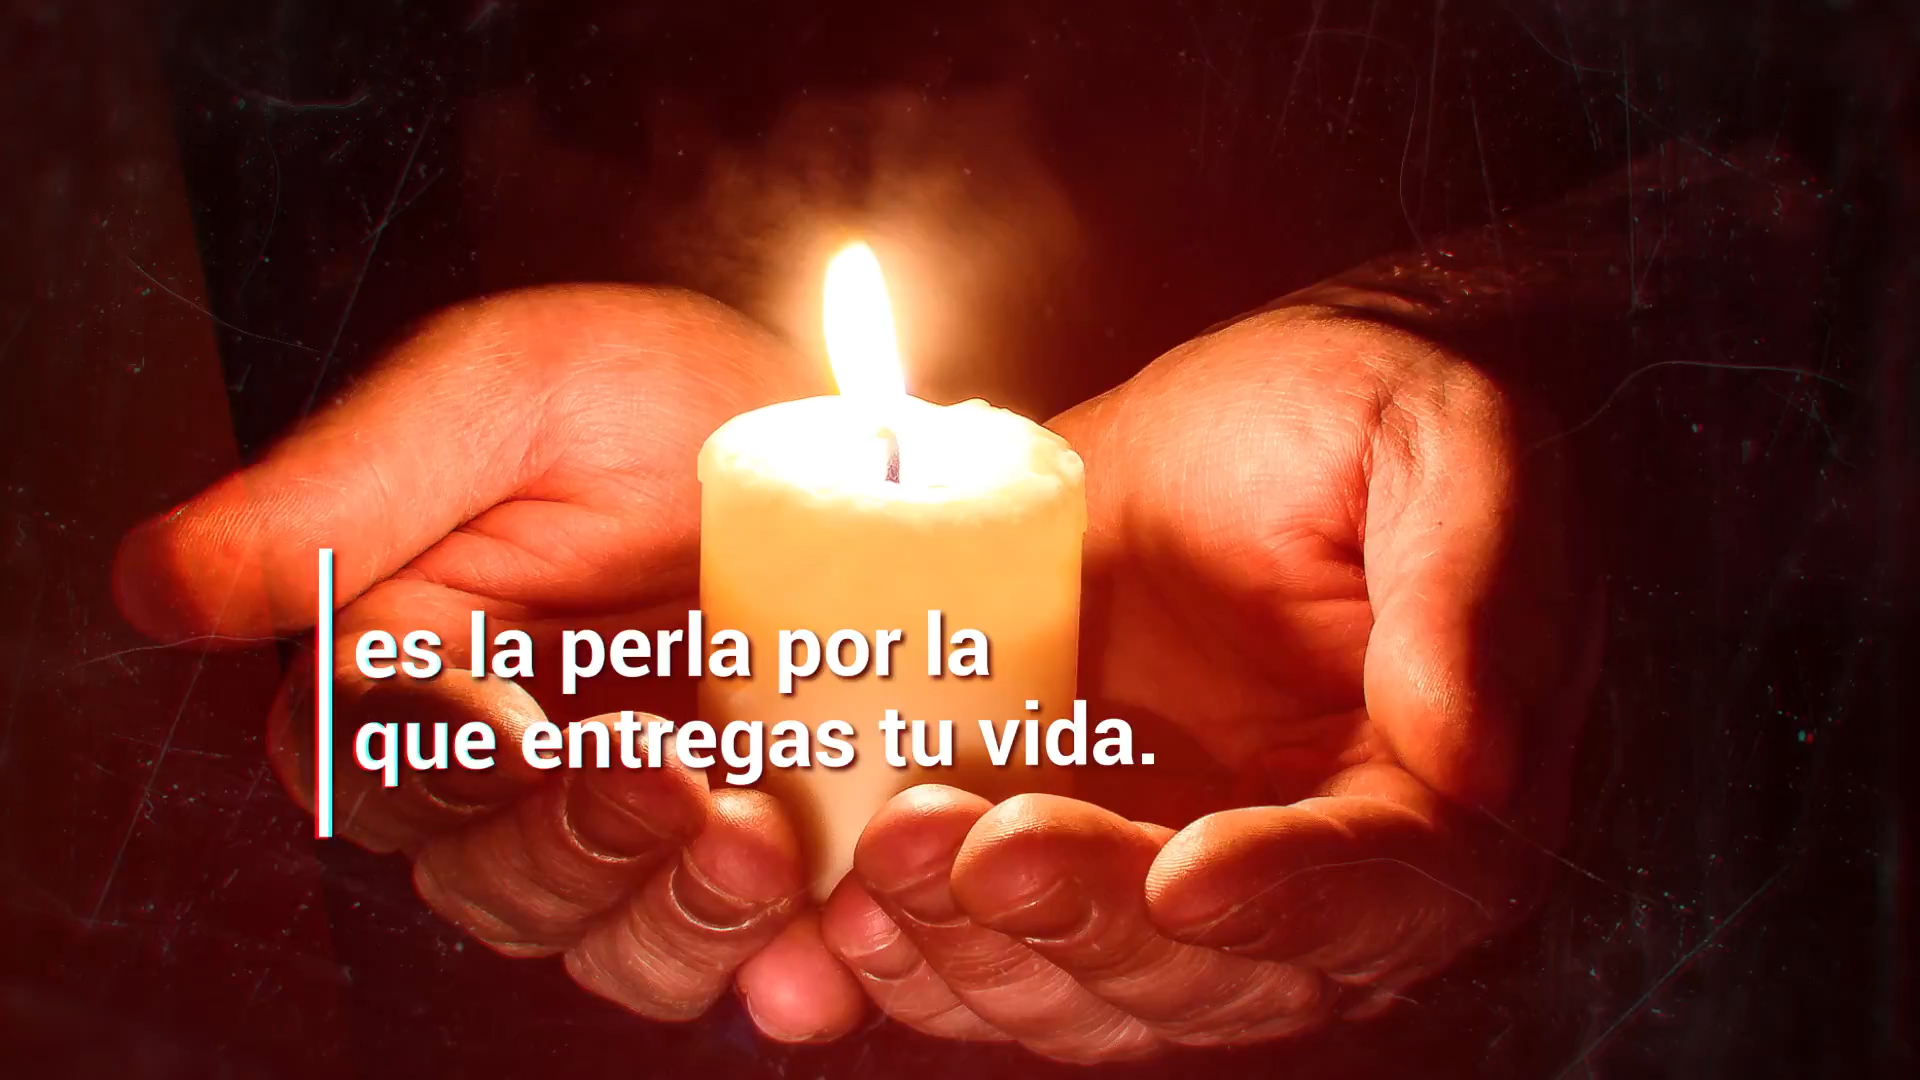 es la perla por la
que entregas tu vida.